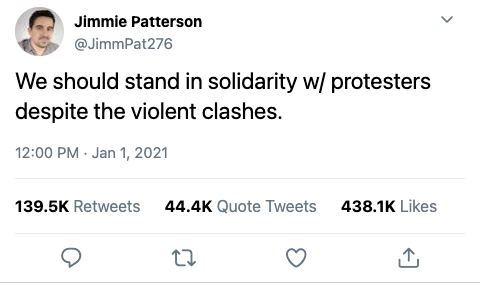 Jimmie Patterson
@JimmPat276
We should stand in solidarity w/ protesters
despite the violent clashes.
12:00 PM · Jan 1, 2021
139.5K Retweets 44.4K Quote Tweets 438.1K Likes